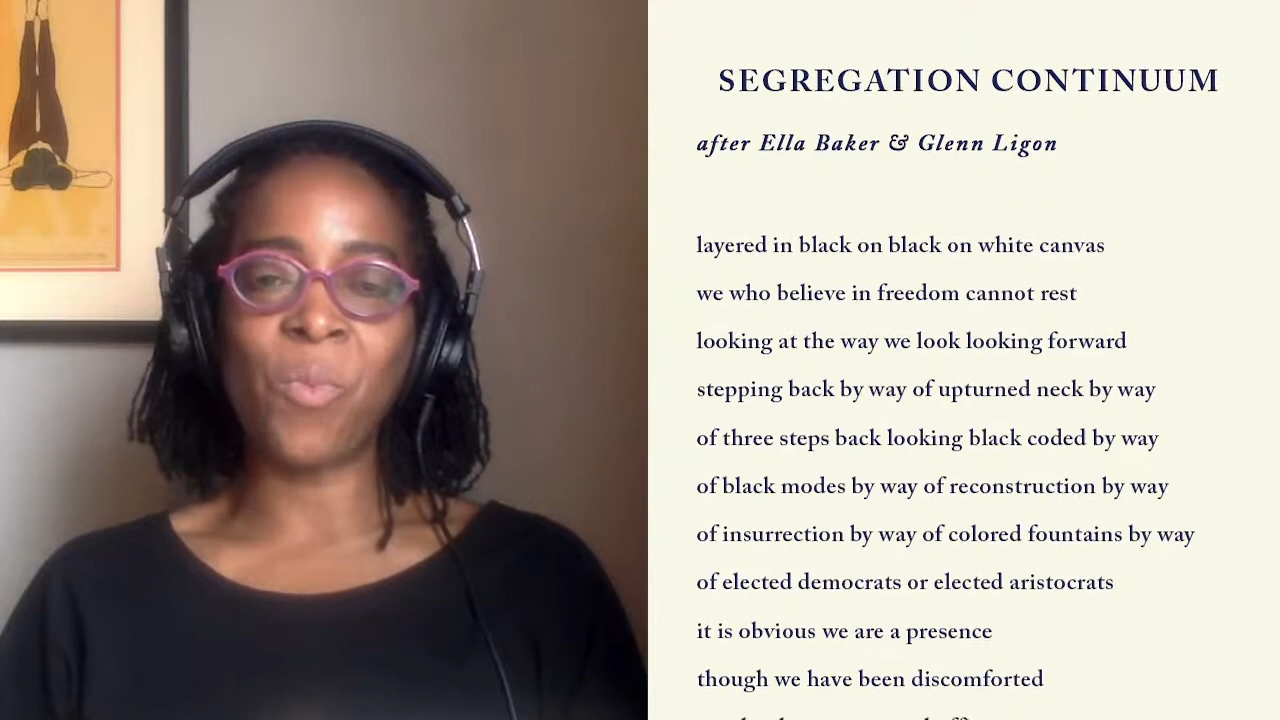 SEGREGATION CONTINUUM
after Ella Baker & Glenn Ligon
layered in black on black on white canvas
we who believe in freedom cannot rest
looking at the way we look looking forward
stepping back by way of upturned neck by way
of three steps back looking black coded by way
of black modes by way of reconstruction by way
of insurrection by way of colored fountains by way
of elected democrats or elected aristocrats
it is obvious we are a presence
though we have been discomforted